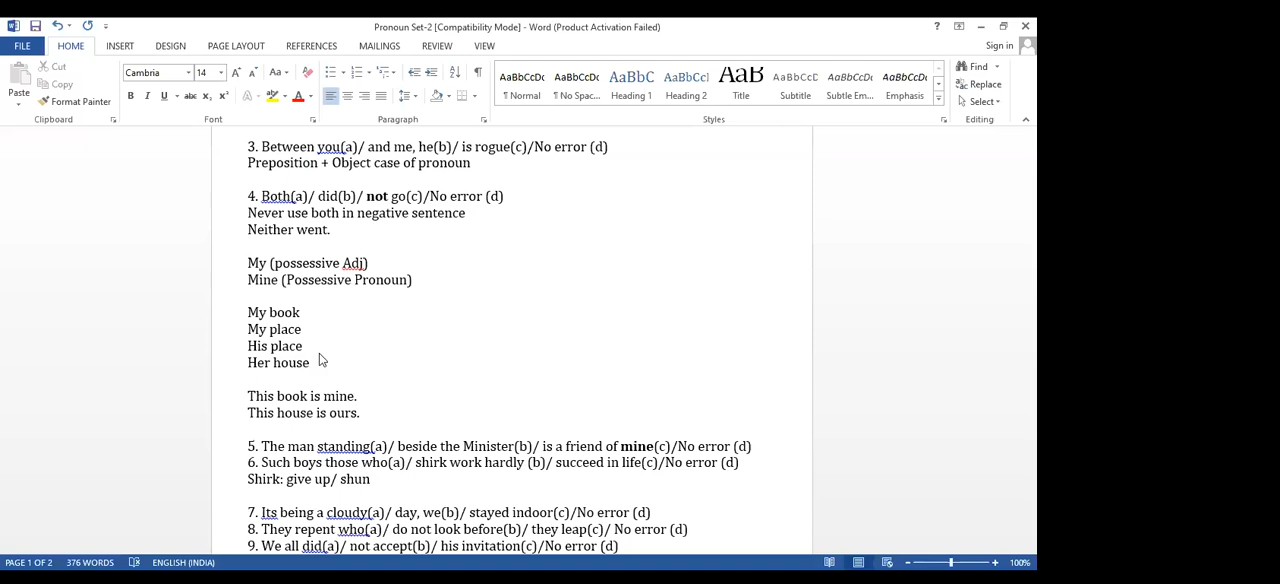 Pronoun Set-2 [Compatibility Mode] - Word (Product Activation Failed)
FILE HOME INSERT DESIGN PAGE LAYOUT REFERENCES MAILINGS REVIEW VIEW Sign in
Paste Cut Copy Format Painter
Cambria 14 Aa
B I U abc x₂ x² A
AaBbCcDc AaBbCcDc AaBbC AaBbCc] AaB AaBbCcD AaBbCcDc AaBbCcDc
¶ Normal ¶ No Spac... Heading 1 Heading 2 Title Subtitle Subtle Em... Emphasis
Find Replace Select
Clipboard Font Paragraph Styles Editing
3. Between you(a)/ and me, he(b)/ is rogue(c)/No error (d)
Preposition + Object case of pronoun
4. Both(a)/ did(b)/ not go(c)/No error (d)
Never use both in negative sentence
Neither went.
My (possessive Adj)
Mine (Possessive Pronoun)
My book
My place
His place
Her house
This book is mine.
This house is ours.
5. The man standing(a)/ beside the Minister(b)/ is a friend of mine(c)/No error (d)
6. Such boys those who(a)/ shirk work hardly (b)/ succeed in life(c)/No error (d)
Shirk: give up/ shun
7. Its being a cloudy(a)/ day, we(b)/ stayed indoor(c)/No error (d)
8. They repent who(a)/ do not look before(b)/ they leap(c)/ No error (d)
9. We all did(a)/ not accept(b)/ his invitation(c)/No error (d)
PAGE 1 OF 2 376 WORDS ENGLISH (INDIA) 100%